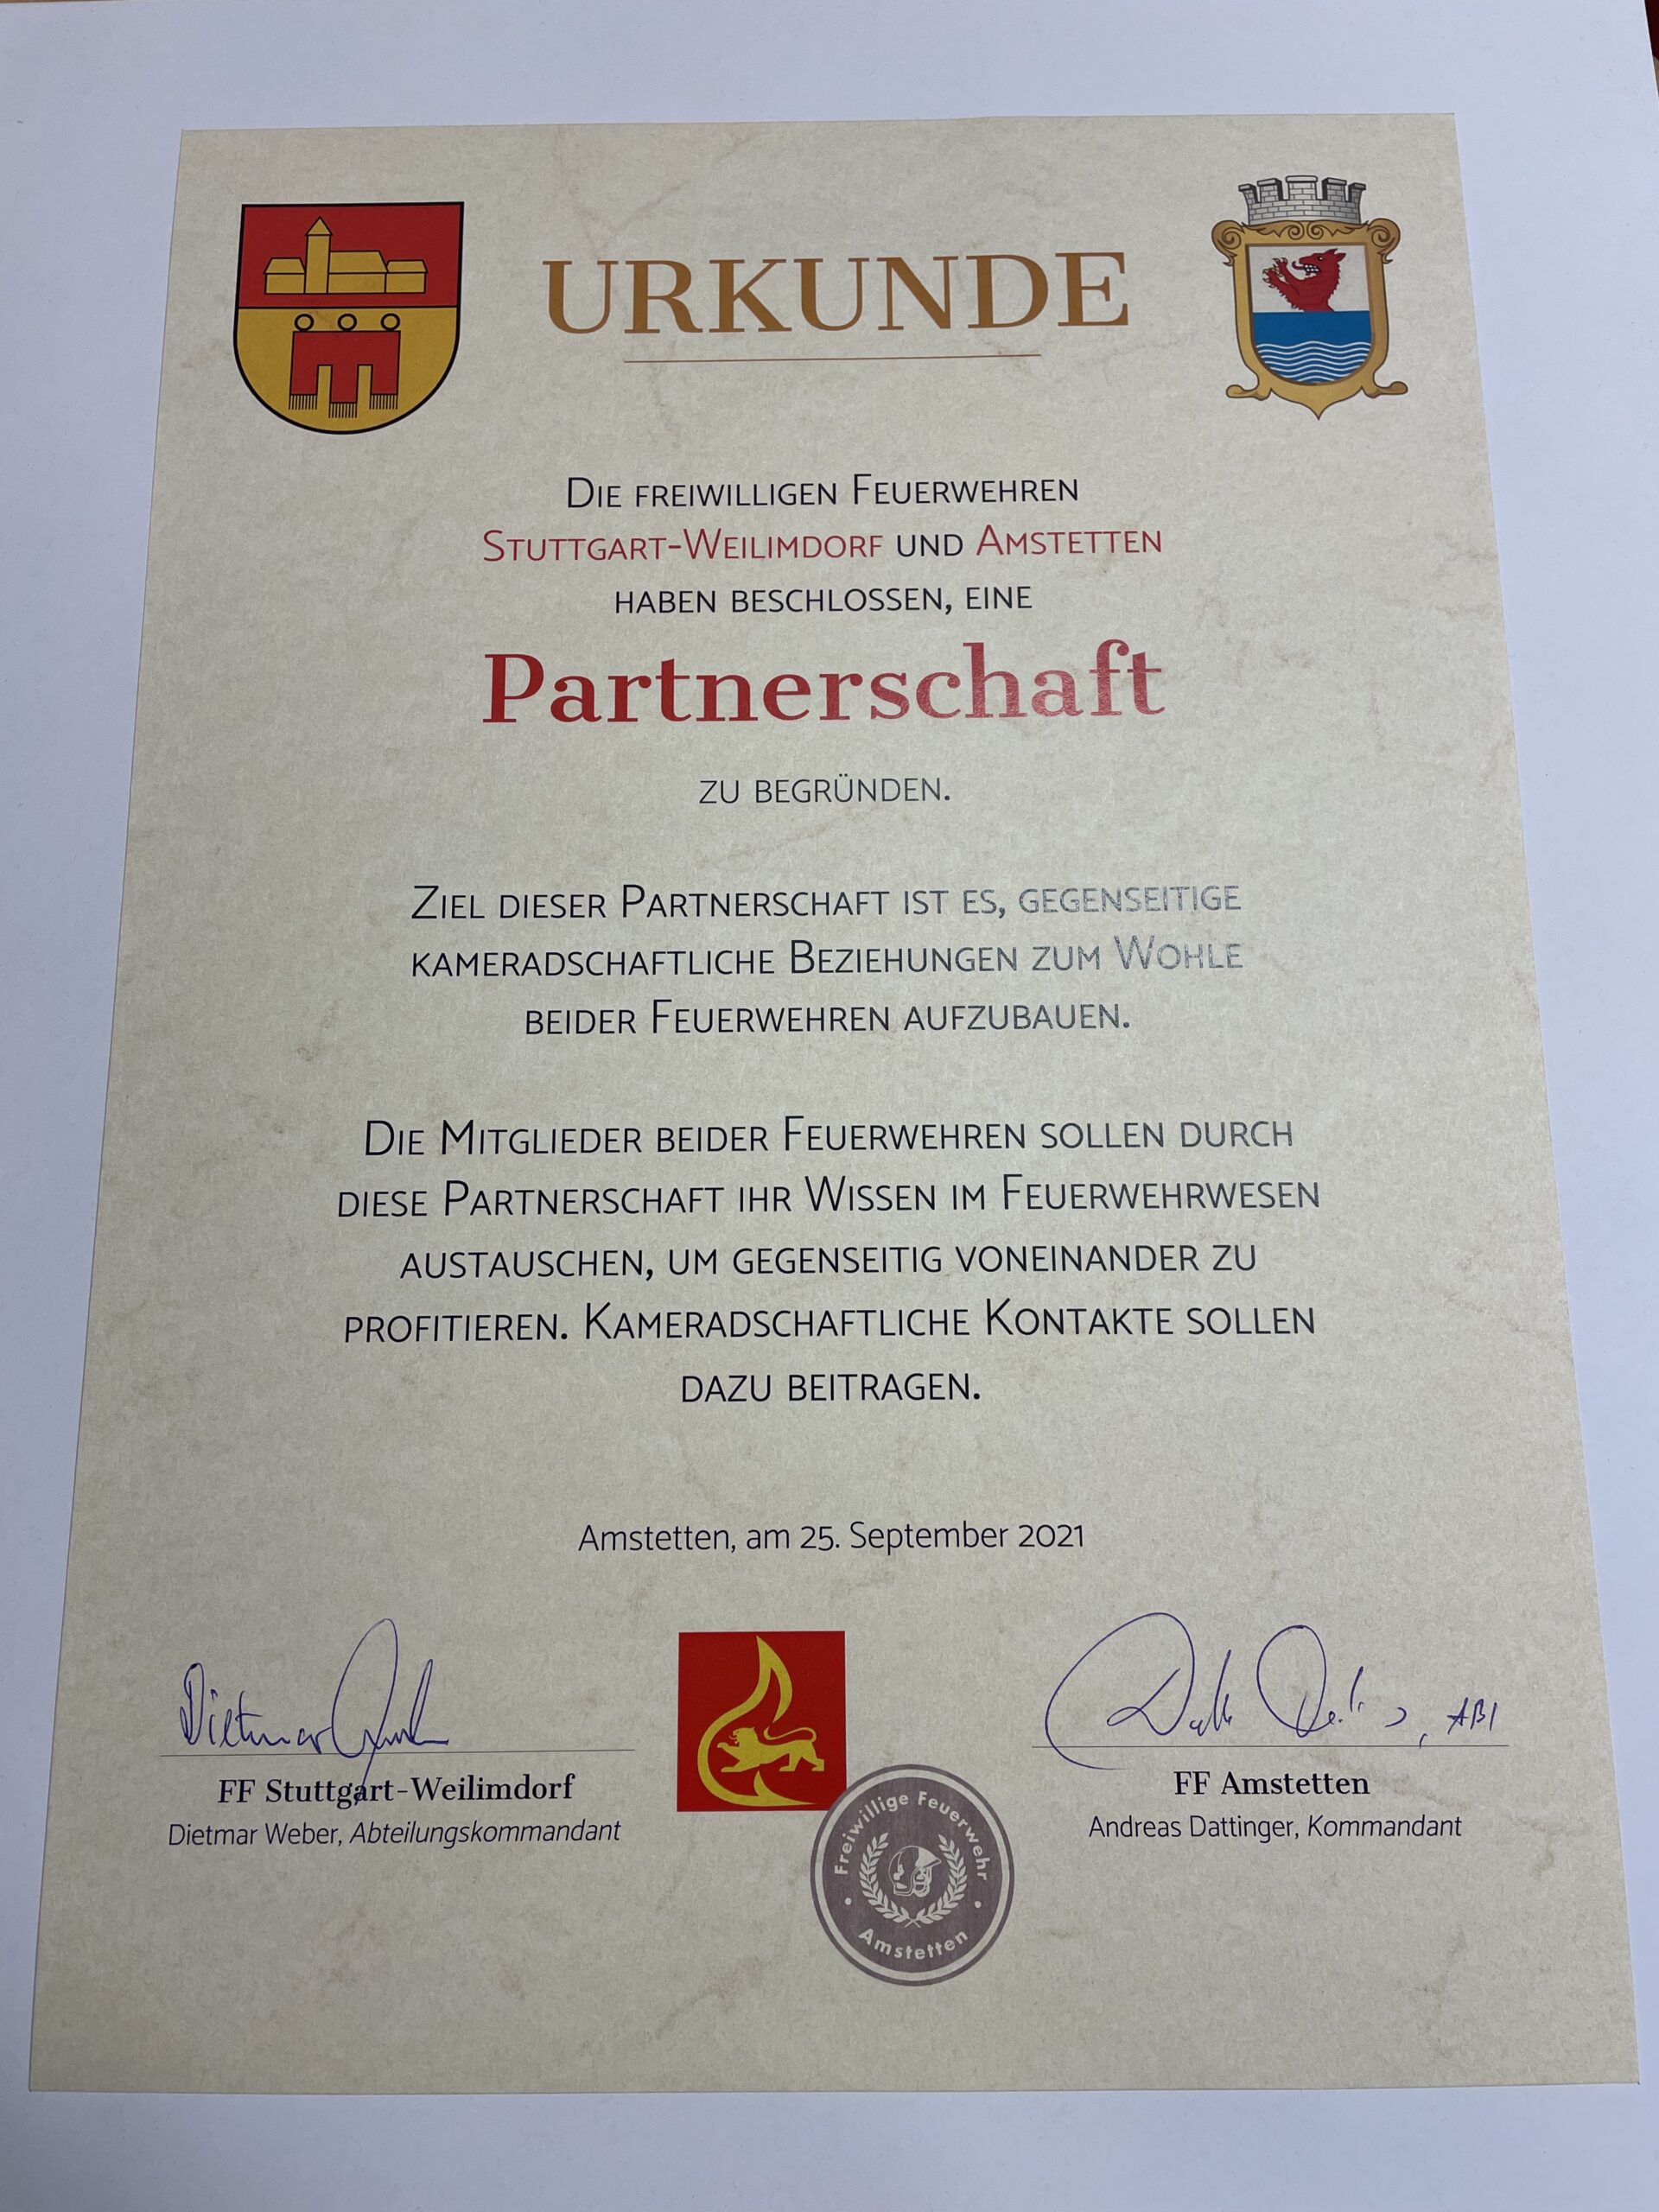 URKUNDE
Die freiwilligen Feuerwehren
Stuttgart-Weilimdorf und Amstetten
haben beschlossen, eine
Partnerschaft
zu begründen.
Ziel dieser Partnerschaft ist es, gegenseitige
kameradschaftliche Beziehungen zum Wohle
beider Feuerwehren aufzubauen.
Die Mitglieder beider Feuerwehren sollen durch
diese Partnerschaft ihr Wissen im Feuerwehrwesen
austauschen, um gegenseitig voneinander zu
profitieren. Kameradschaftliche Kontakte sollen
dazu beitragen.
Amstetten, am 25. September 2021
Dietmar
, ABI
FF Stuttgart-Weilimdorf
Dietmar Weber, Abteilungskommandant
FF Amstetten
Andreas Dattinger, Kommandant
Freiwillige Feuerwehr
Amstetten